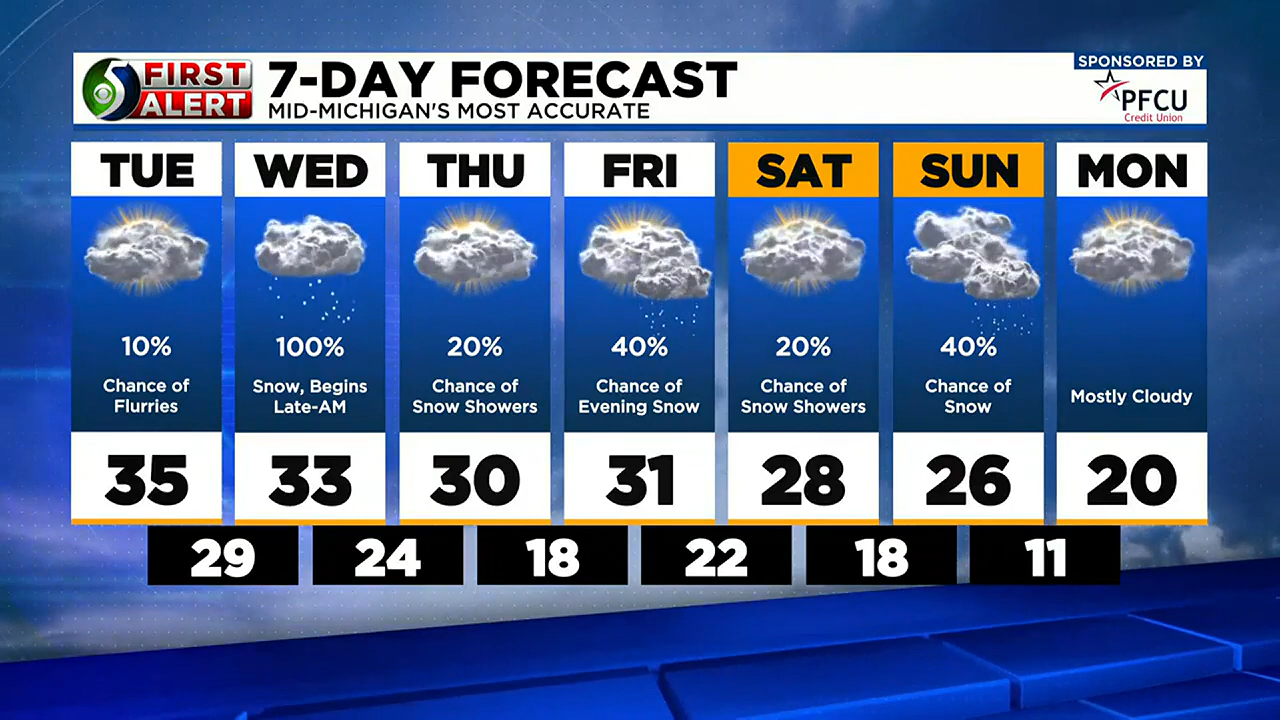 5 FIRST ALERT
7-DAY FORECAST
MID-MICHIGAN'S MOST ACCURATE
SPONSORED BY
PFCU
Credit Union
TUE WED THU FRI SAT SUN MON
10% 100% 20% 40% 20% 40%
Chance of Flurries
Snow, Begins Late-AM
Chance of Snow Showers
Chance of Evening Snow
Chance of Snow Showers
Chance of Snow
Mostly Cloudy
35 33 30 31 28 26 20
29 24 18 22 18 11